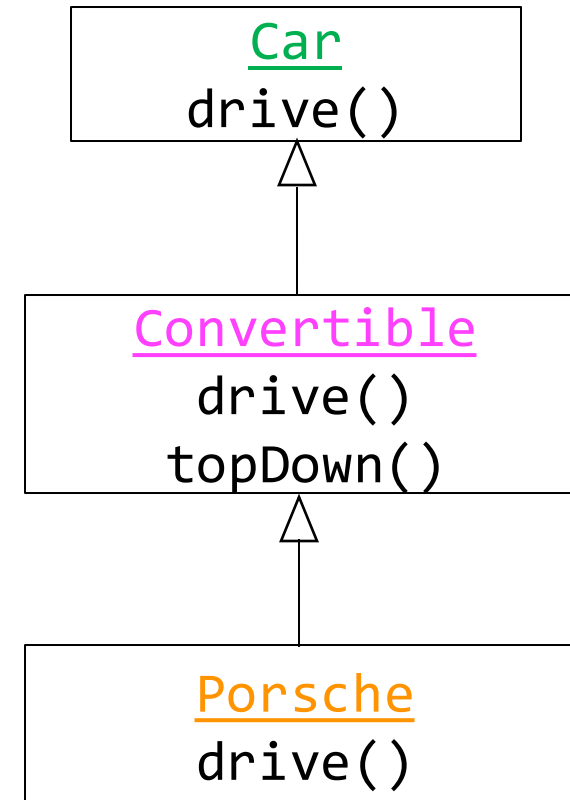 Car
drive()
Convertible
drive()
topDown()
Porsche
drive()